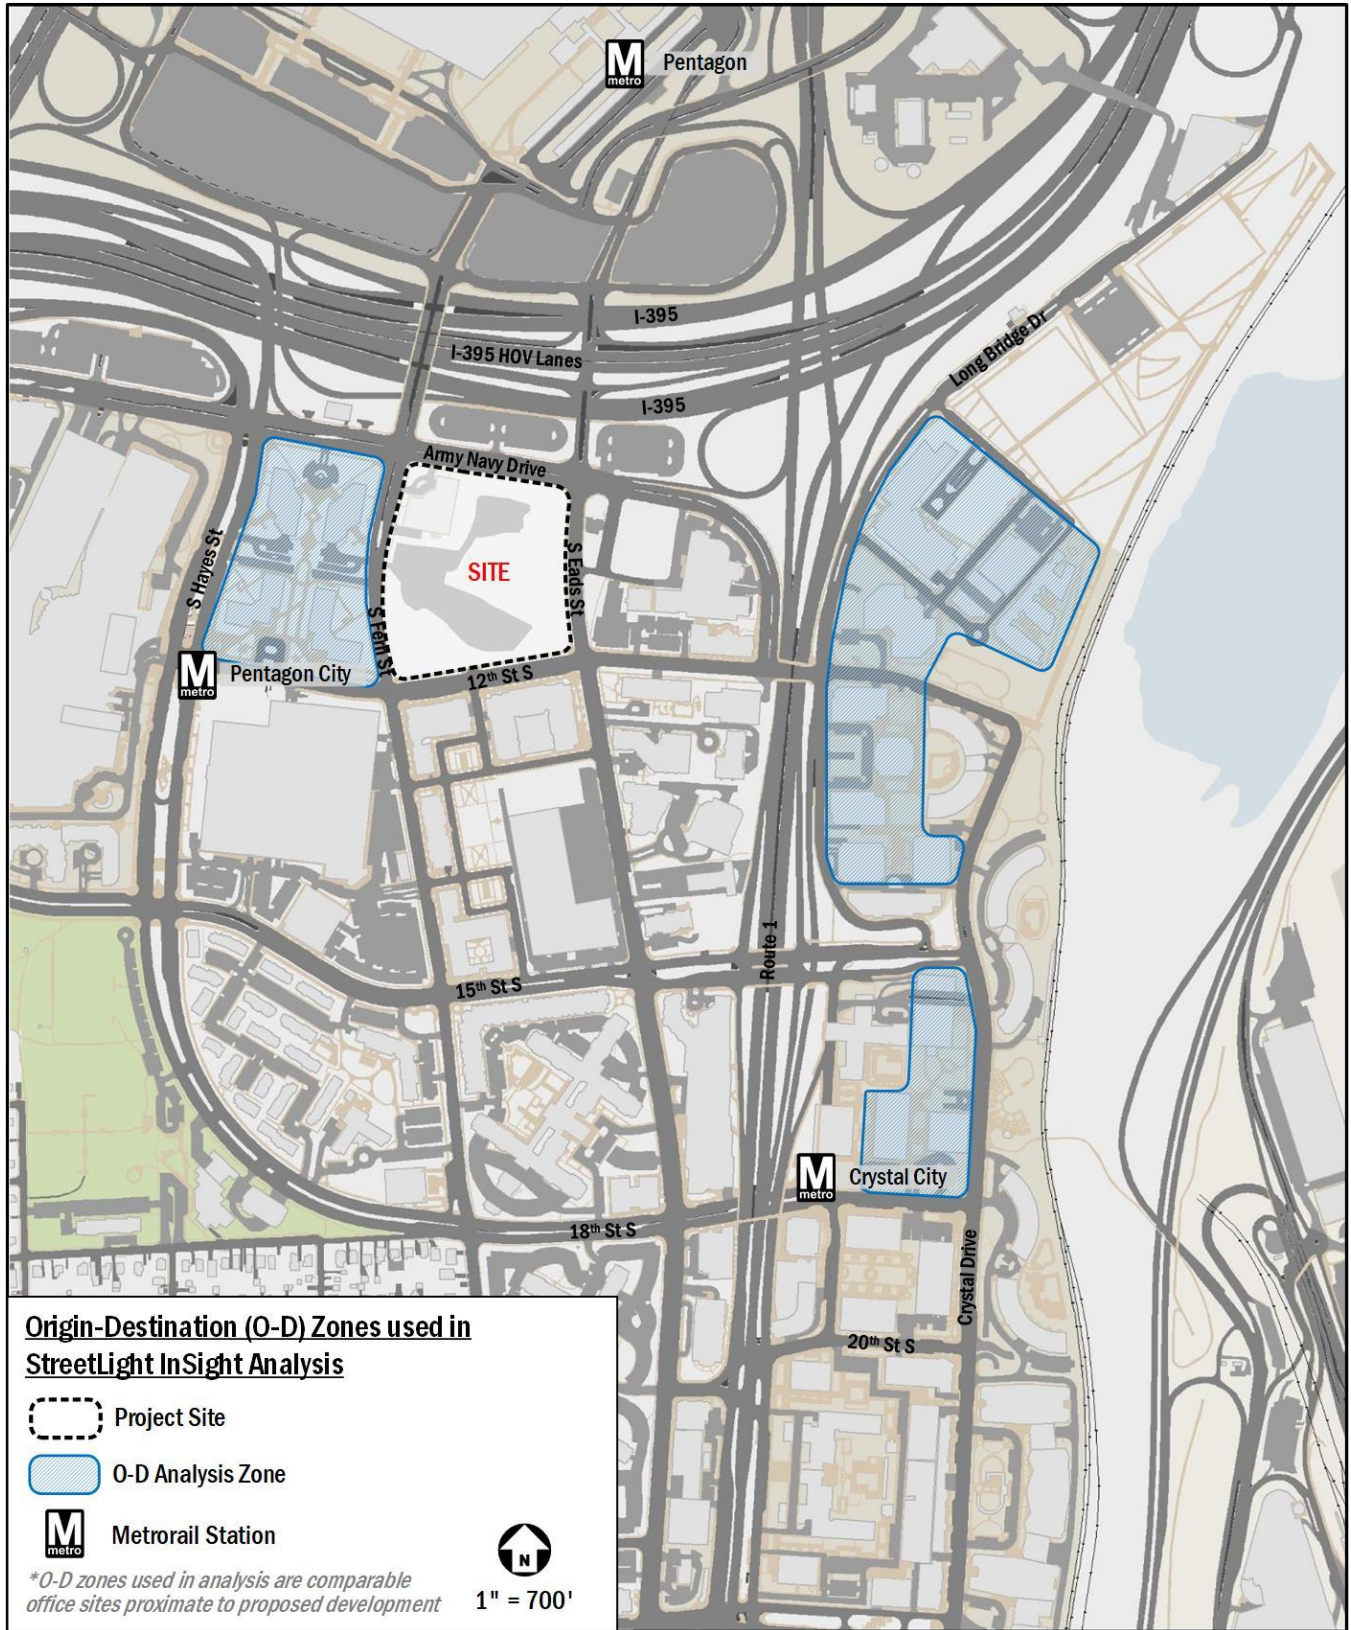 M
metro
Pentagon
I-395
I-395 HOV Lanes
I-395
Long Bridge Dr
Army Navy Drive
S Hayes St
SITE
S Eads St
S Fern St
M
metro
Pentagon City
12th St S
Route 1
15th St S
M
metro
Crystal City
18th St S
Crystal Drive
20th St S
Origin-Destination (O-D) Zones used in
StreetLight InSight Analysis
Project Site
O-D Analysis Zone
M
metro
Metrorail Station
N
*O-D zones used in analysis are comparable
office sites proximate to proposed development
1" = 700'